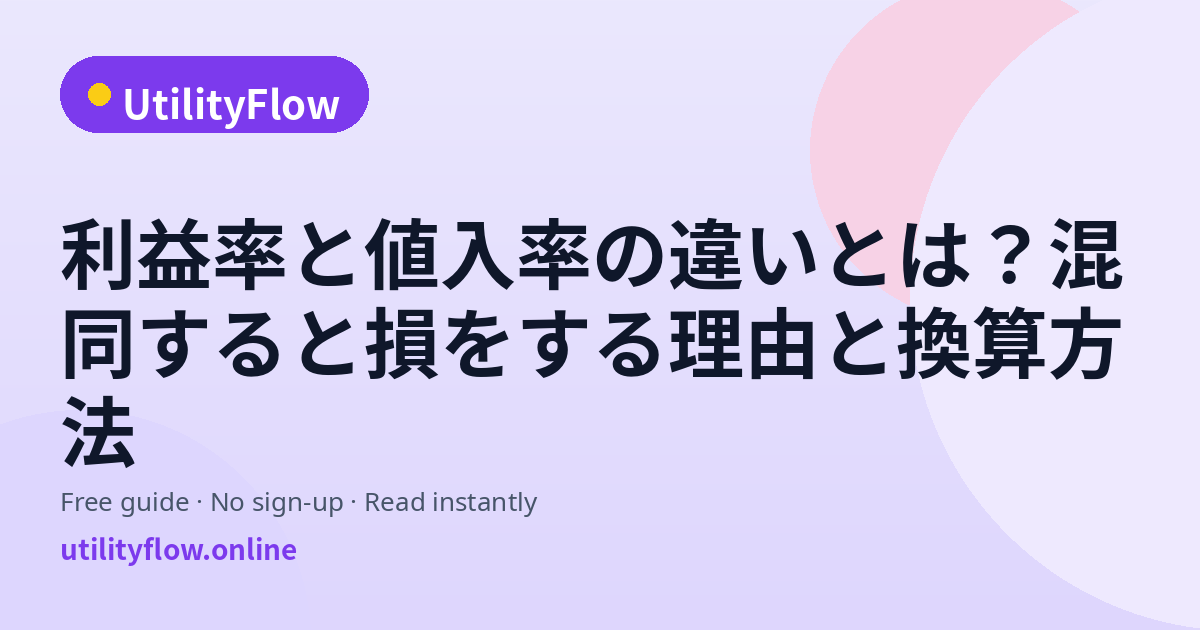 UtilityFlow
利益率と値入率の違いとは？混
同すると損をする理由と換算方
法
Free guide · No sign-up · Read instantly
utilityflow.online